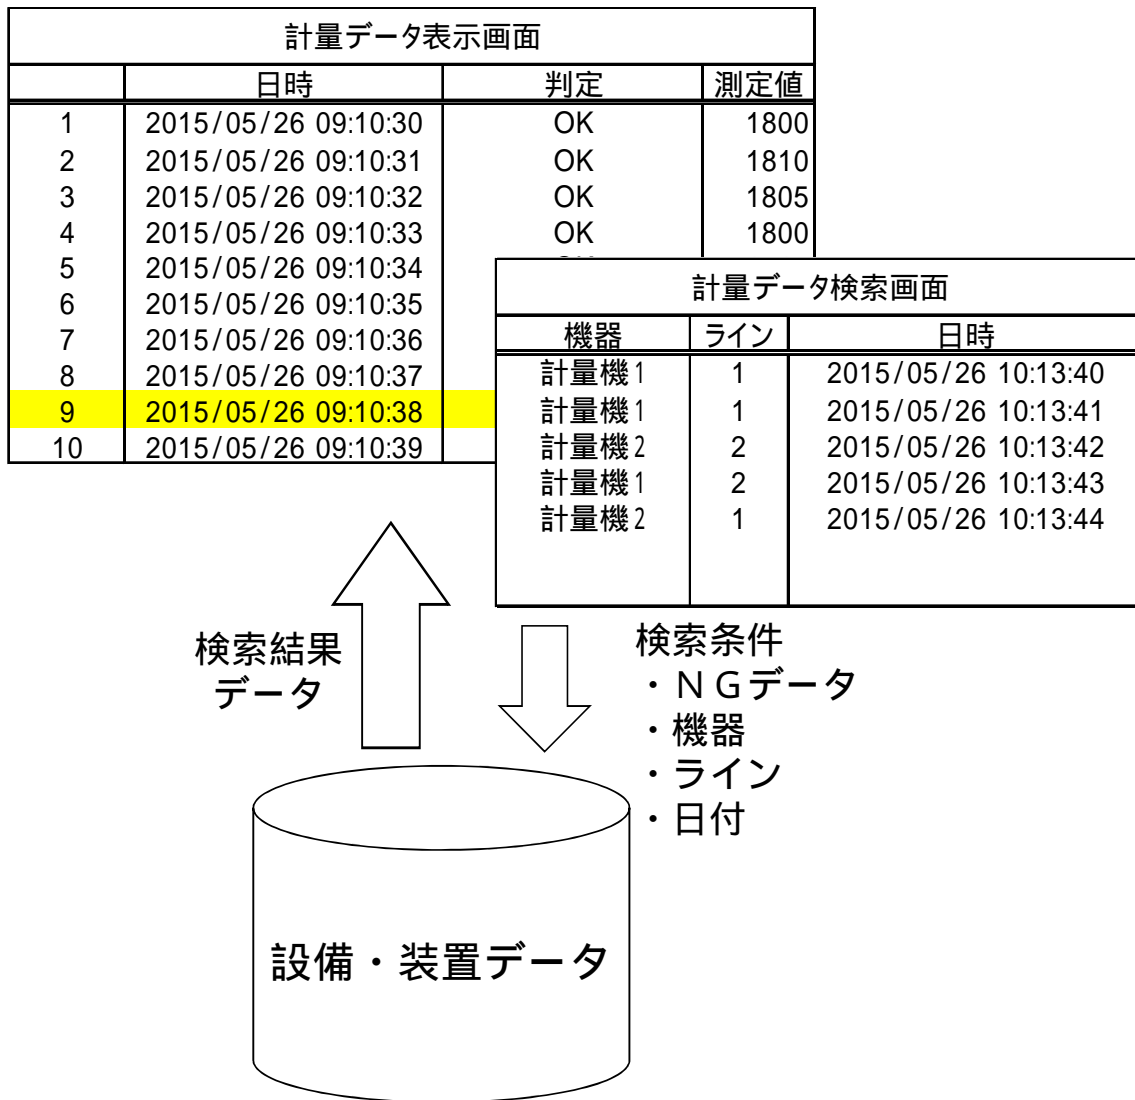 計量データ表示画面
日時 判定 測定値
1 2015/05/26 09:10:30 OK 1800
2 2015/05/26 09:10:31 OK 1810
3 2015/05/26 09:10:32 OK 1805
4 2015/05/26 09:10:33 OK 1800
5 2015/05/26 09:10:34
6 2015/05/26 09:10:35
7 2015/05/26 09:10:36
8 2015/05/26 09:10:37
9 2015/05/26 09:10:38
10 2015/05/26 09:10:39
計量データ検索画面
機器 ライン 日時
計量機1 1 2015/05/26 10:13:40
計量機1 1 2015/05/26 10:13:41
計量機2 2 2015/05/26 10:13:42
計量機1 2 2015/05/26 10:13:43
計量機2 1 2015/05/26 10:13:44
検索結果
データ
検索条件
・NGデータ
・機器
・ライン
・日付
設備・装置データ